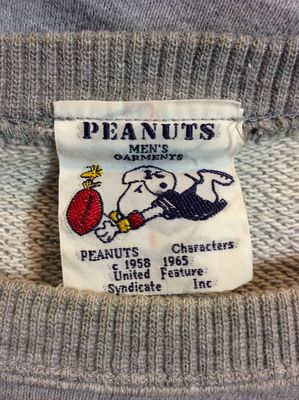 PEANUTS
MEN'S
GARMENTS
PEANUTS Characters
c 1958 1965
United Feature
Syndicate Inc